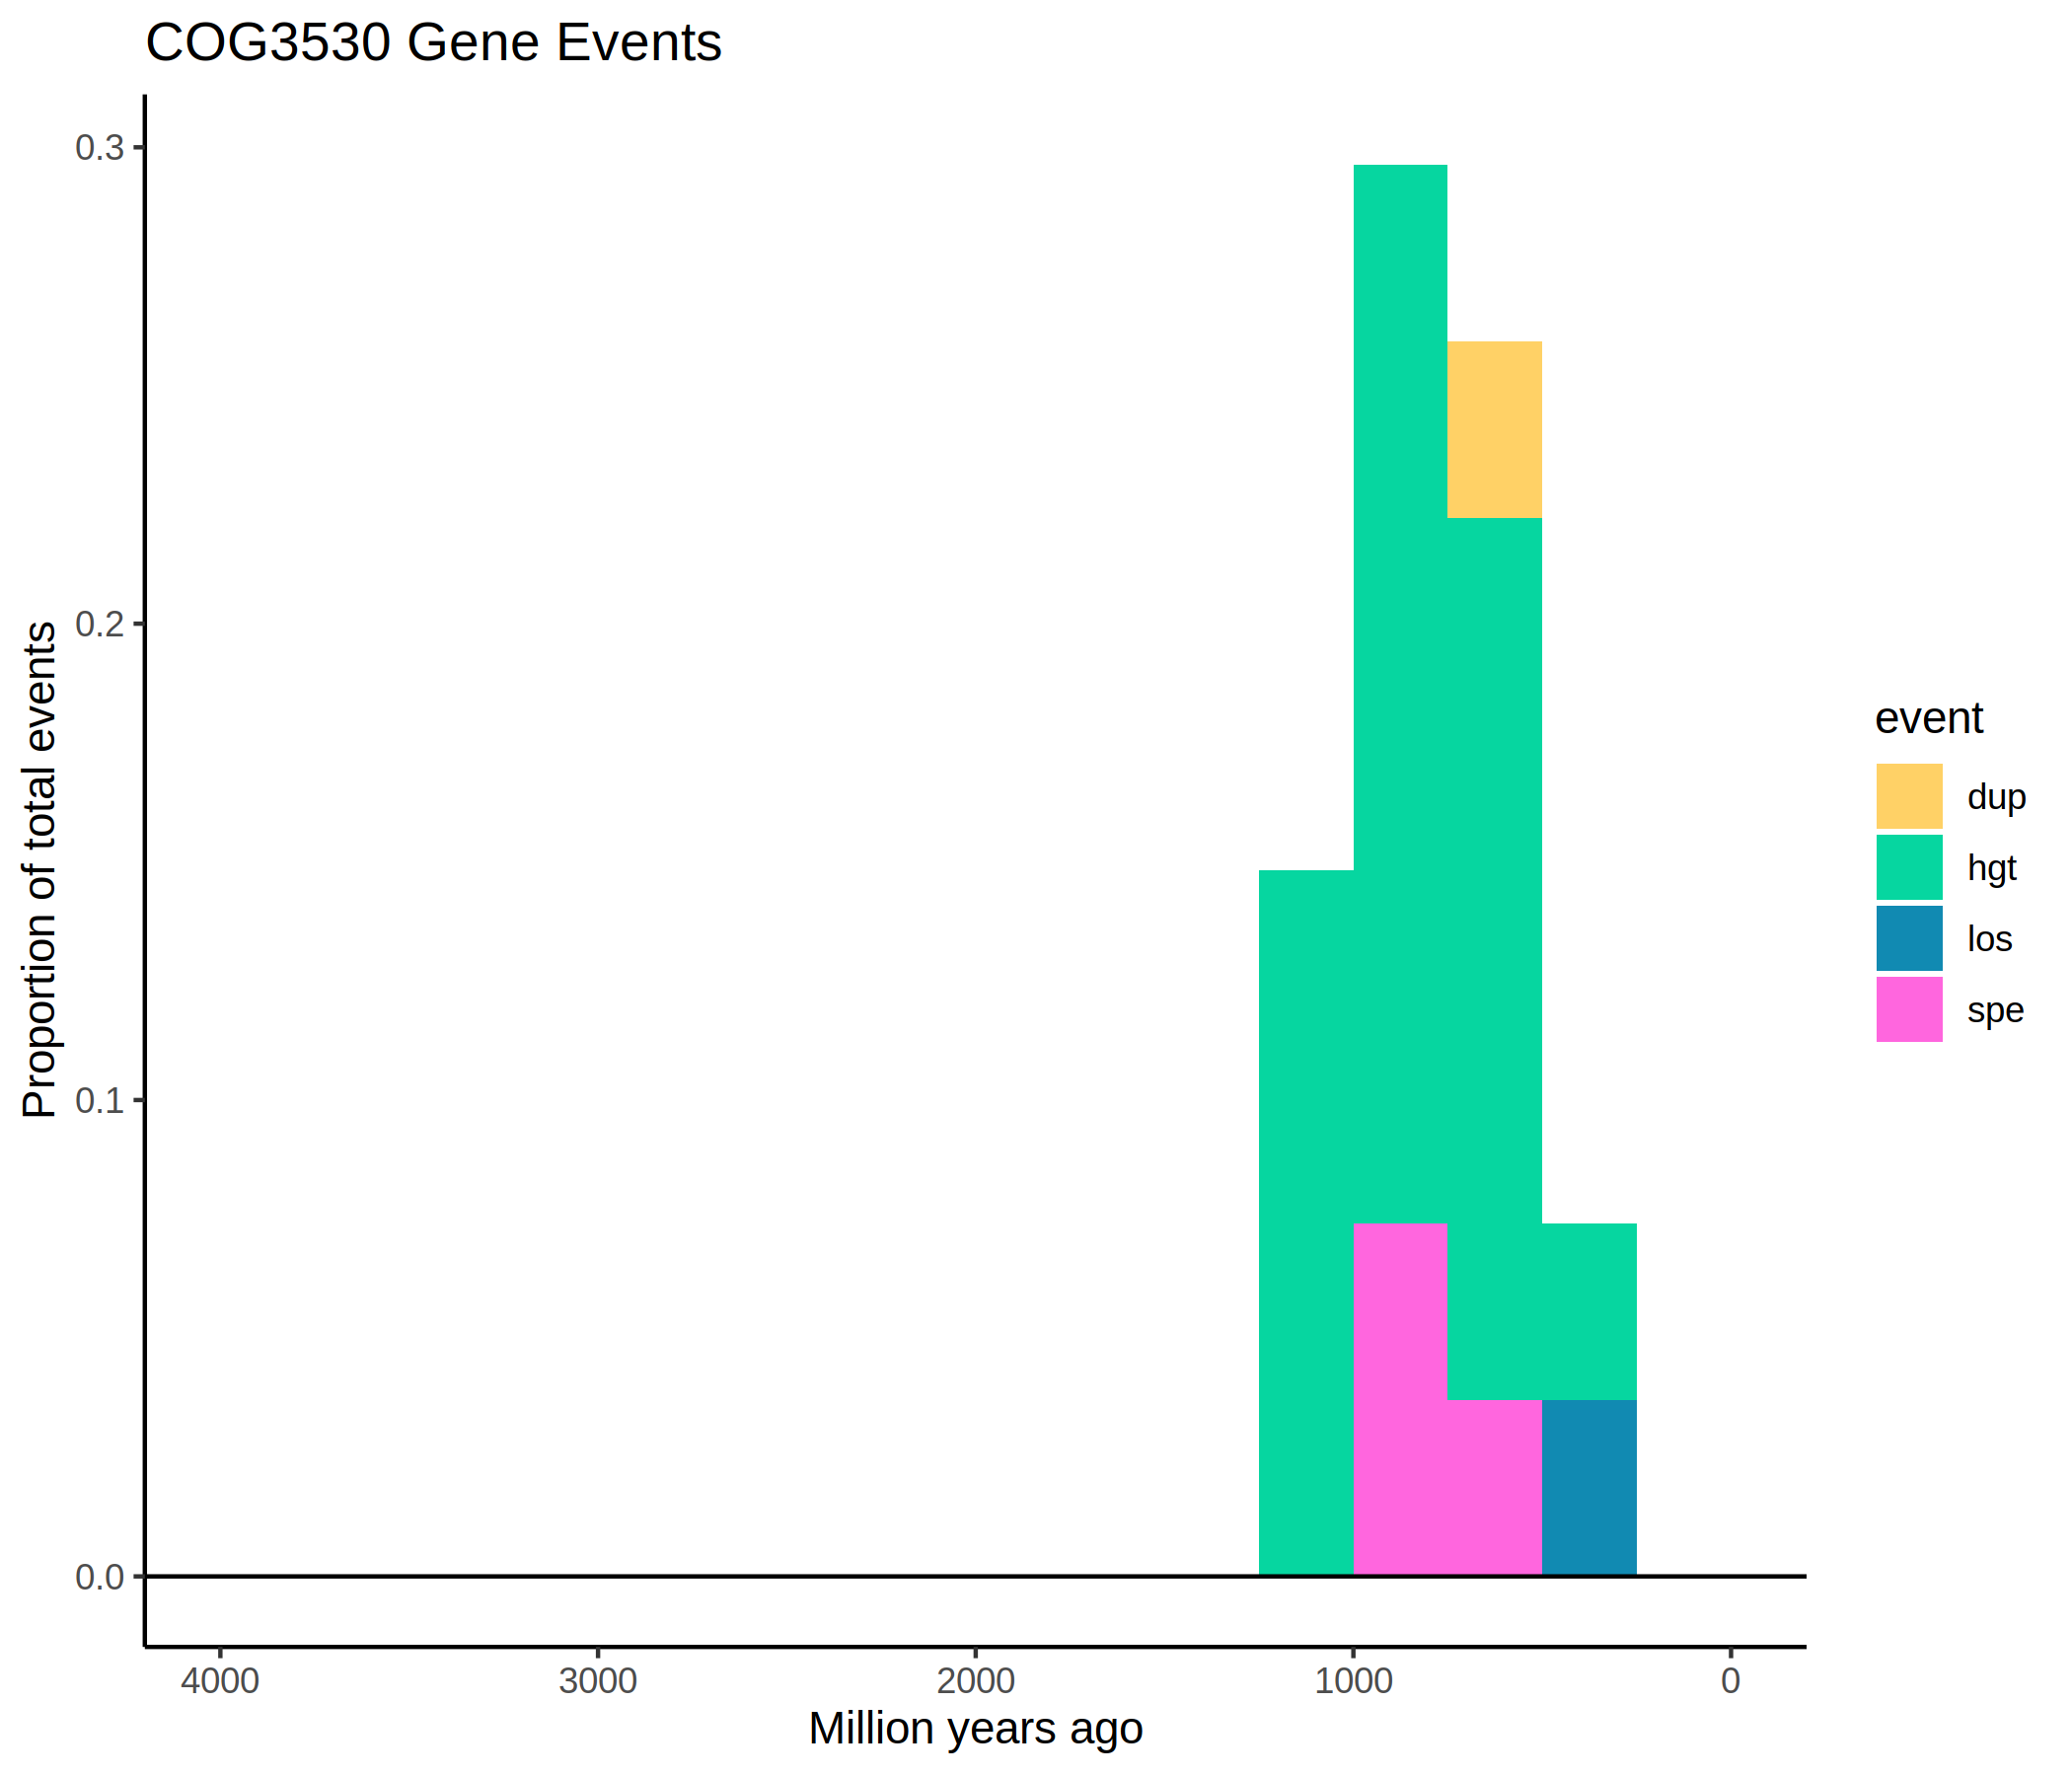 COG3530 Gene Events
Proportion of total events
0.3
0.2
0.1
0.0
4000 3000 2000 1000 0
Million years ago
event
dup
hgt
los
spe